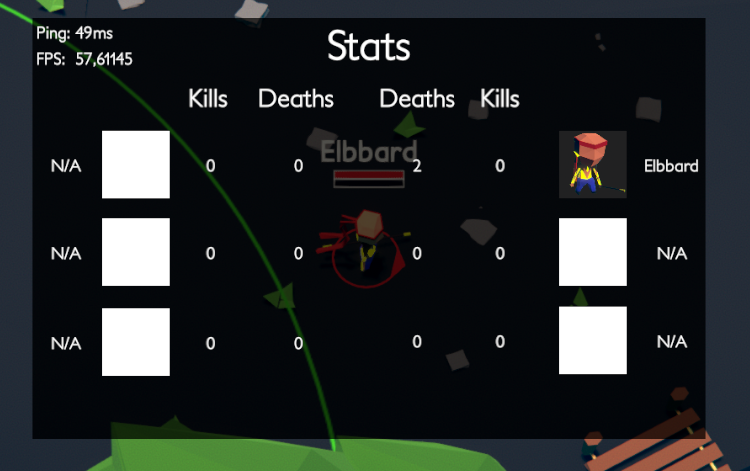 Ping: 49ms
FPS: 57,61145
Stats
Kills Deaths Deaths Kills
Elbbard
N/A 0 0 2 0 Elbbard
N/A 0 0 0 0 N/A
N/A 0 0 0 0 N/A